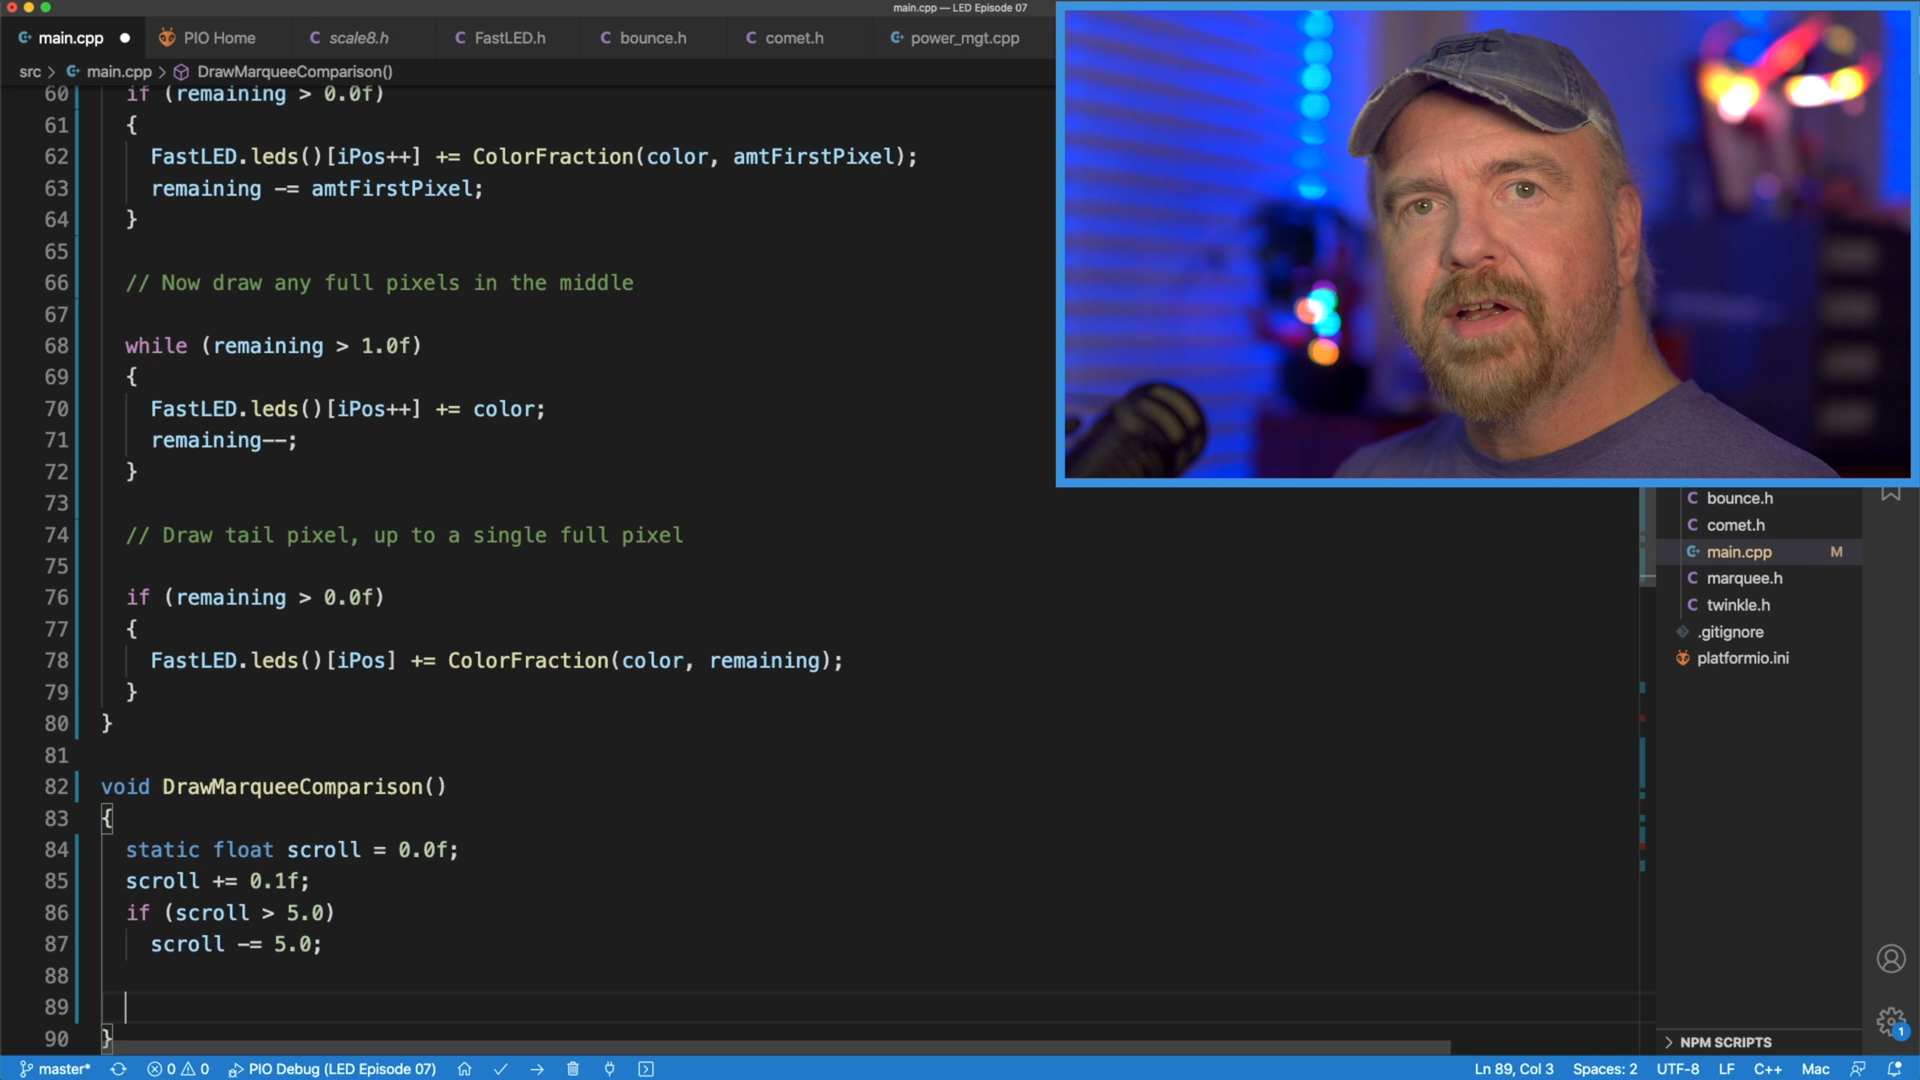 main.cpp — LED Episode 07
main.cpp
PIO Home
scale8.h
FastLED.h
bounce.h
comet.h
power_mgt.cpp
src > main.cpp > DrawMarqueeComparison()
60 if (remaining > 0.0f)
61 {
62 FastLED.leds()[iPos++] += ColorFraction(color, amtFirstPixel);
63 remaining -= amtFirstPixel;
64 }
65
66 // Now draw any full pixels in the middle
67
68 while (remaining > 1.0f)
69 {
70 FastLED.leds()[iPos++] += color;
71 remaining--;
72 }
73
74 // Draw tail pixel, up to a single full pixel
75
76 if (remaining > 0.0f)
77 {
78 FastLED.leds()[iPos] += ColorFraction(color, remaining);
79 }
80 }
81
82 void DrawMarqueeComparison()
83 {
84 static float scroll = 0.0f;
85 scroll += 0.1f;
86 if (scroll > 5.0)
87 scroll -= 5.0;
88
89
90 }
bounce.h
comet.h
main.cpp M
marquee.h
twinkle.h
.gitignore
platformio.ini
NPM SCRIPTS
1
master* 0 0 PIO Debug (LED Episode 07) Ln 89, Col 3 Spaces: 2 UTF-8 LF C++ Mac